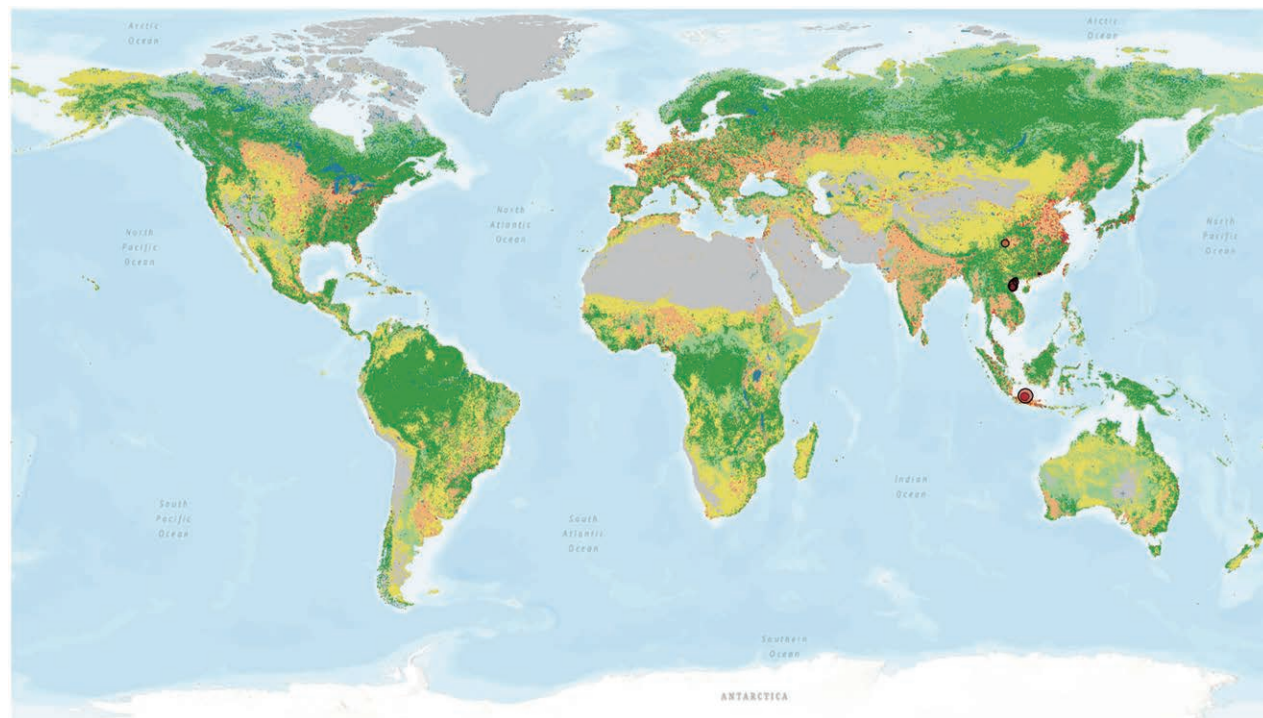 Arctic
Ocean
Arctic
Ocean
North
Pacific
Ocean
North
Atlantic
Ocean
North
Pacific
Ocean
Indian
Ocean
South
Pacific
Ocean
South
Atlantic
Ocean
Southern
Ocean
ANTARCTICA